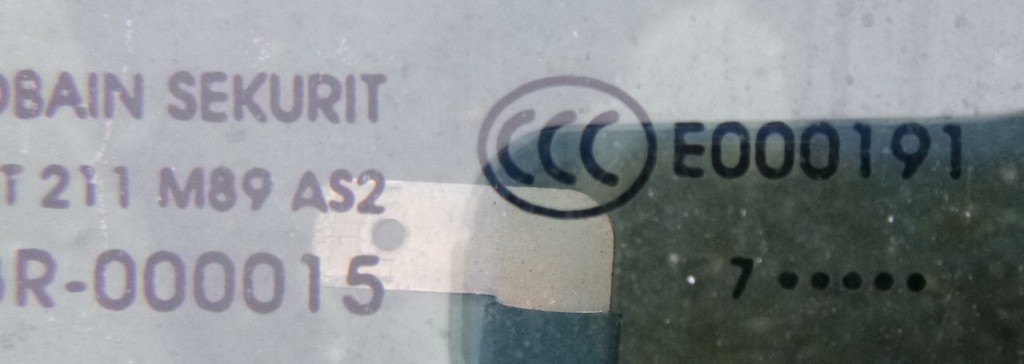 OBAIN SEKURIT
CCC E000191
T 211 M89 AS2
R-000015
7 •••••